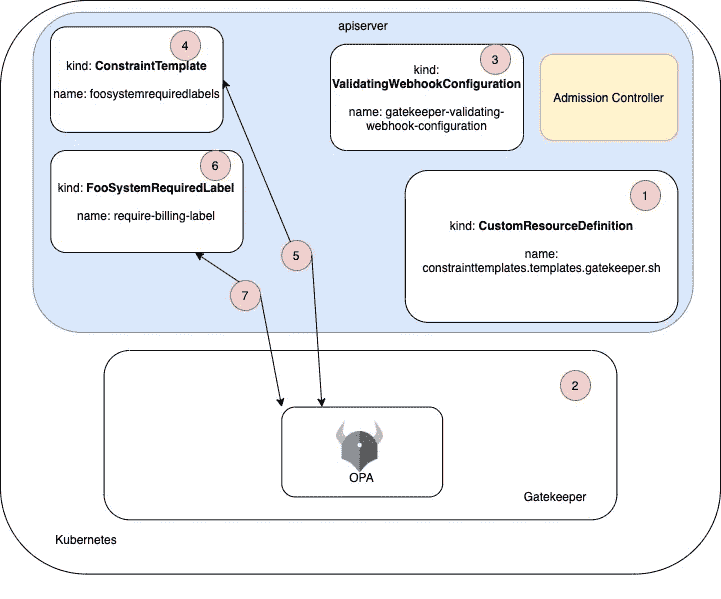 apiserver
4
kind: ConstraintTemplate
name: foosystemrequiredlabels
3
kind:
ValidatingWebhookConfiguration
name: gatekeeper-validating-
webhook-configuration
Admission Controller
6
kind: FooSystemRequiredLabel
name: require-billing-label
1
kind: CustomResourceDefinition
name:
constrainttemplates.templates.gatekeeper.sh
5
7
2
OPA
Gatekeeper
Kubernetes